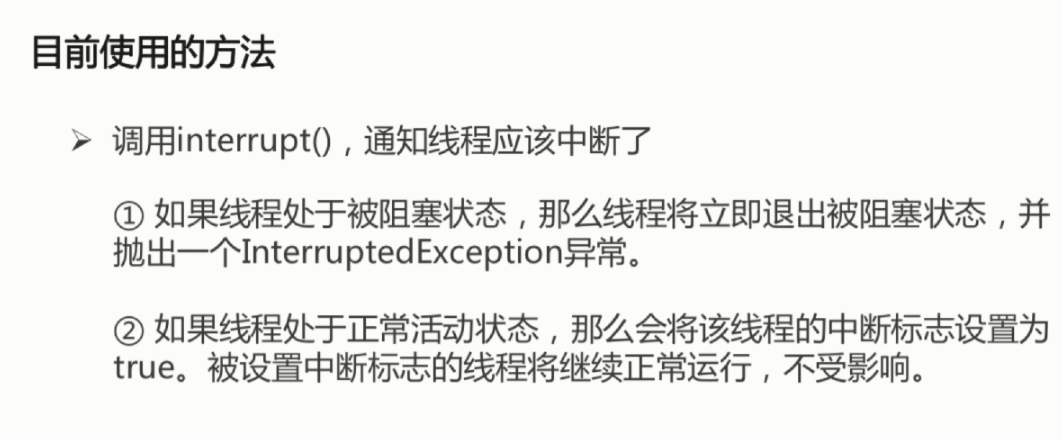 目前使用的方法
➢ 调用interrupt()，通知线程应该中断了
① 如果线程处于被阻塞状态，那么线程将立即退出被阻塞状态，并
抛出一个InterruptedException异常。
② 如果线程处于正常活动状态，那么会将该线程的中断标志设置为
true。被设置中断标志的线程将继续正常运行，不受影响。